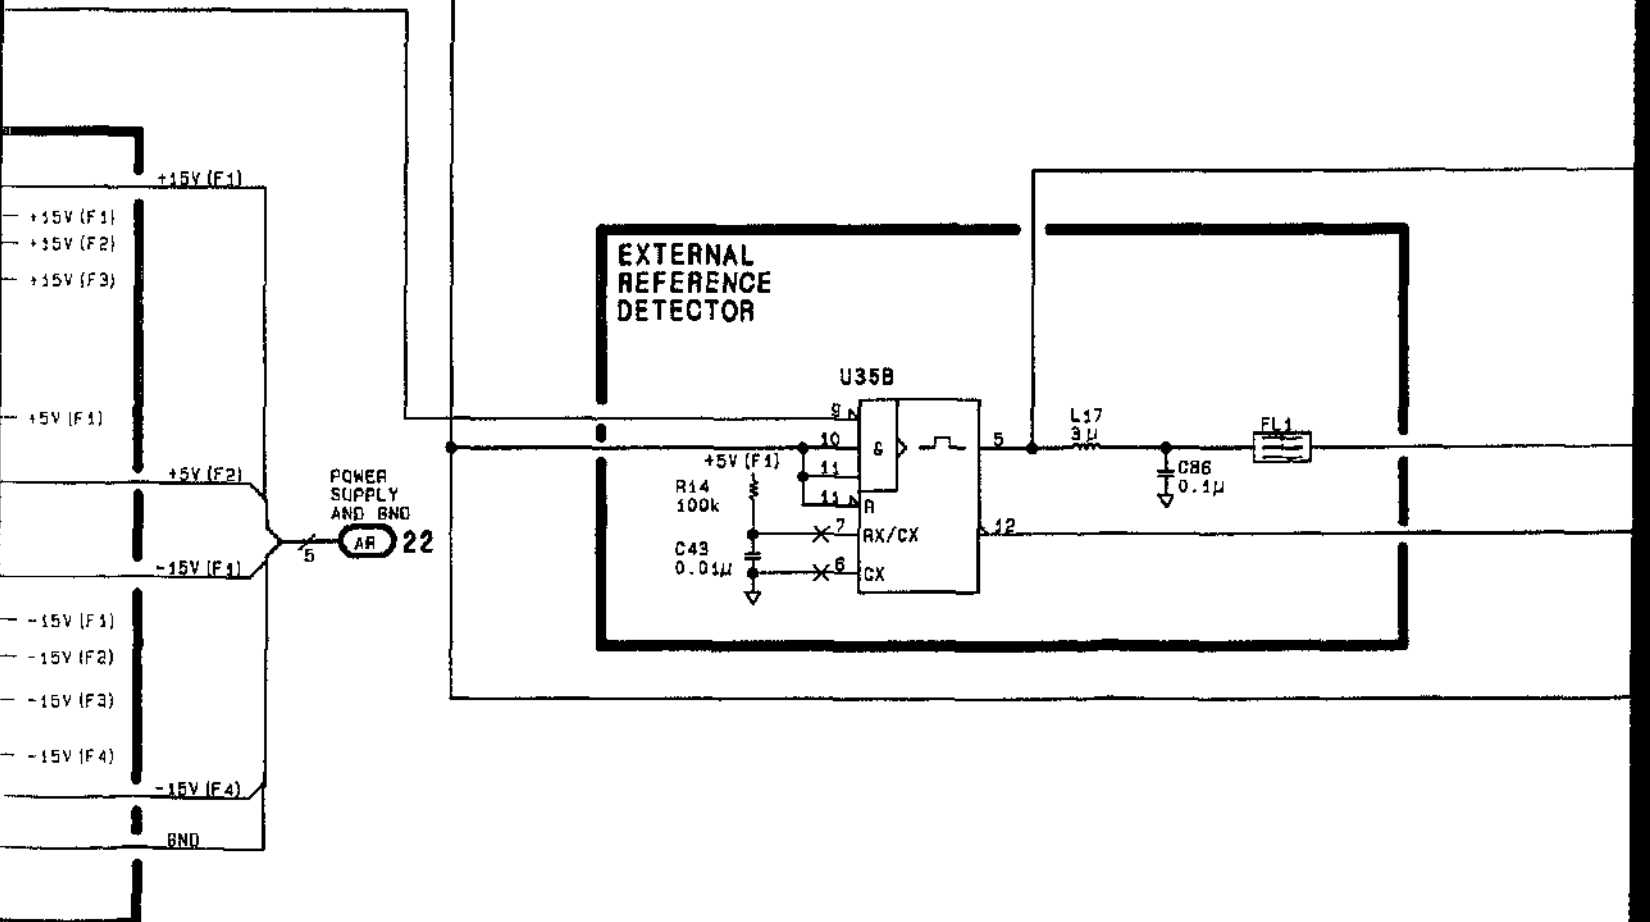 +15V (F1)
+15V (F1)
+15V (F2)
+15V (F3)
+5V (F1)
+5V (F2)
POWER
SUPPLY
AND GND
AR
22
5
-15V (F1)
-15V (F1)
-15V (F2)
-15V (F3)
-15V (F4)
-15V (F4)
GND
EXTERNAL
REFERENCE
DETECTOR
U35B
9
10
11
11
&
R
+5V (F1)
R14
100k
7
RX/CX
C43
0.01µ
6
CX
5
12
L17
3µ
C86
0.1µ
FL1